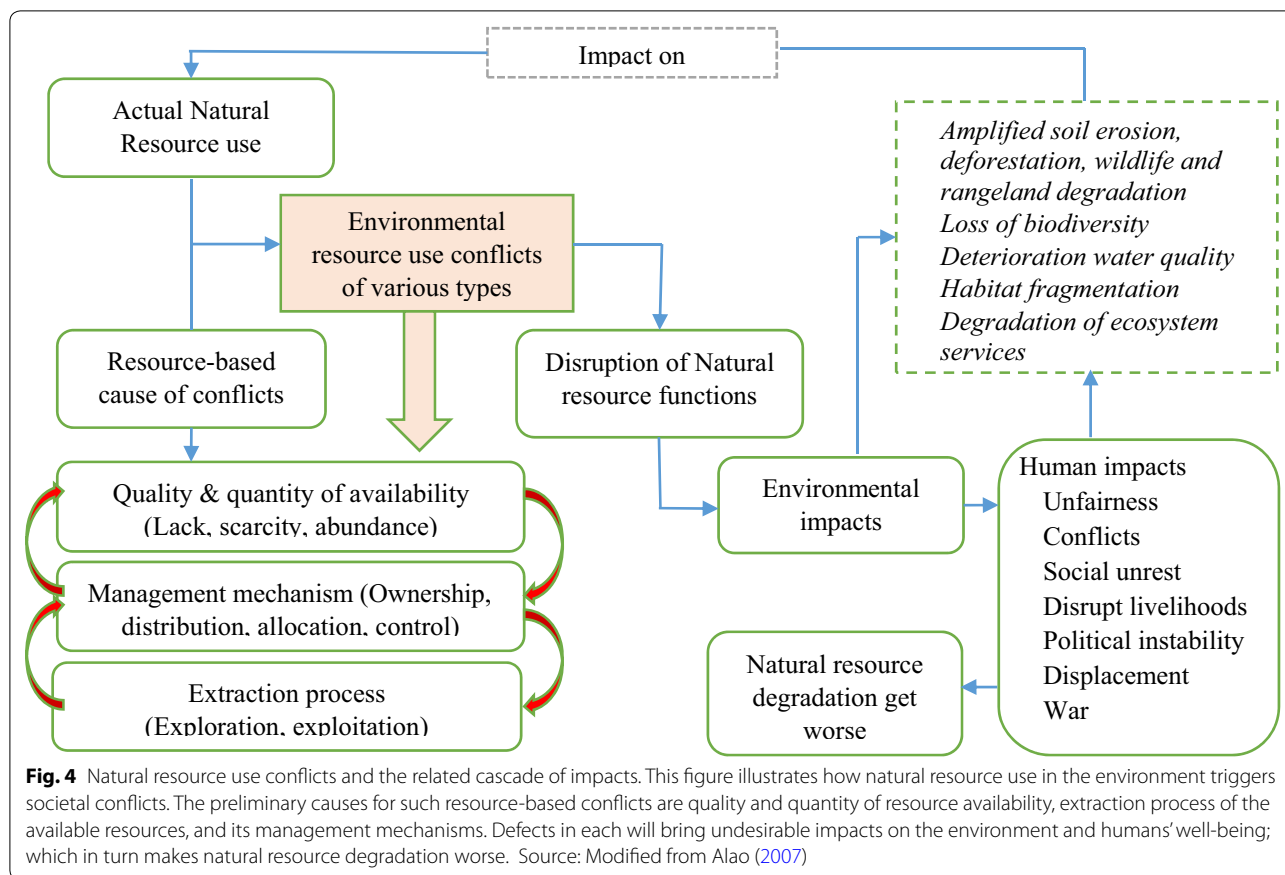 Impact on
Actual Natural
Resource use
Environmental
resource use conflicts
of various types
Resource-based
cause of conflicts
Quality & quantity of availability
(Lack, scarcity, abundance)
Management mechanism (Ownership,
distribution, allocation, control)
Extraction process
(Exploration, exploitation)
Disruption of Natural
resource functions
Environmental
impacts
Amplified soil erosion,
deforestation, wildlife and
rangeland degradation
Loss of biodiversity
Deterioration water quality
Habitat fragmentation
Degradation of ecosystem
services
Human impacts
Unfairness
Conflicts
Social unrest
Disrupt livelihoods
Political instability
Displacement
War
Natural resource
degradation get
worse
Fig. 4 Natural resource use conflicts and the related cascade of impacts. This figure illustrates how natural resource use in the environment triggers
societal conflicts. The preliminary causes for such resource-based conflicts are quality and quantity of resource availability, extraction process of the
available resources, and its management mechanisms. Defects in each will bring undesirable impacts on the environment and humans' well-being;
which in turn makes natural resource degradation worse. Source: Modified from Alao (2007)